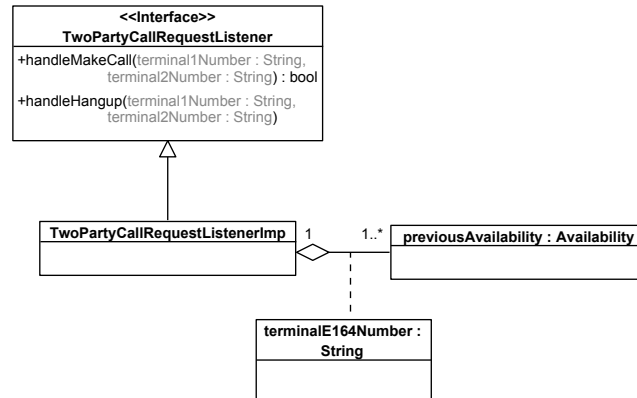 <<Interface>>
TwoPartyCallRequestListener
+handleMakeCall(terminal1Number : String,
terminal2Number : String) : bool
+handleHangup(terminal1Number : String,
terminal2Number : String)
TwoPartyCallRequestListenerImp
1
1..*
previousAvailability : Availability
terminalE164Number :
String